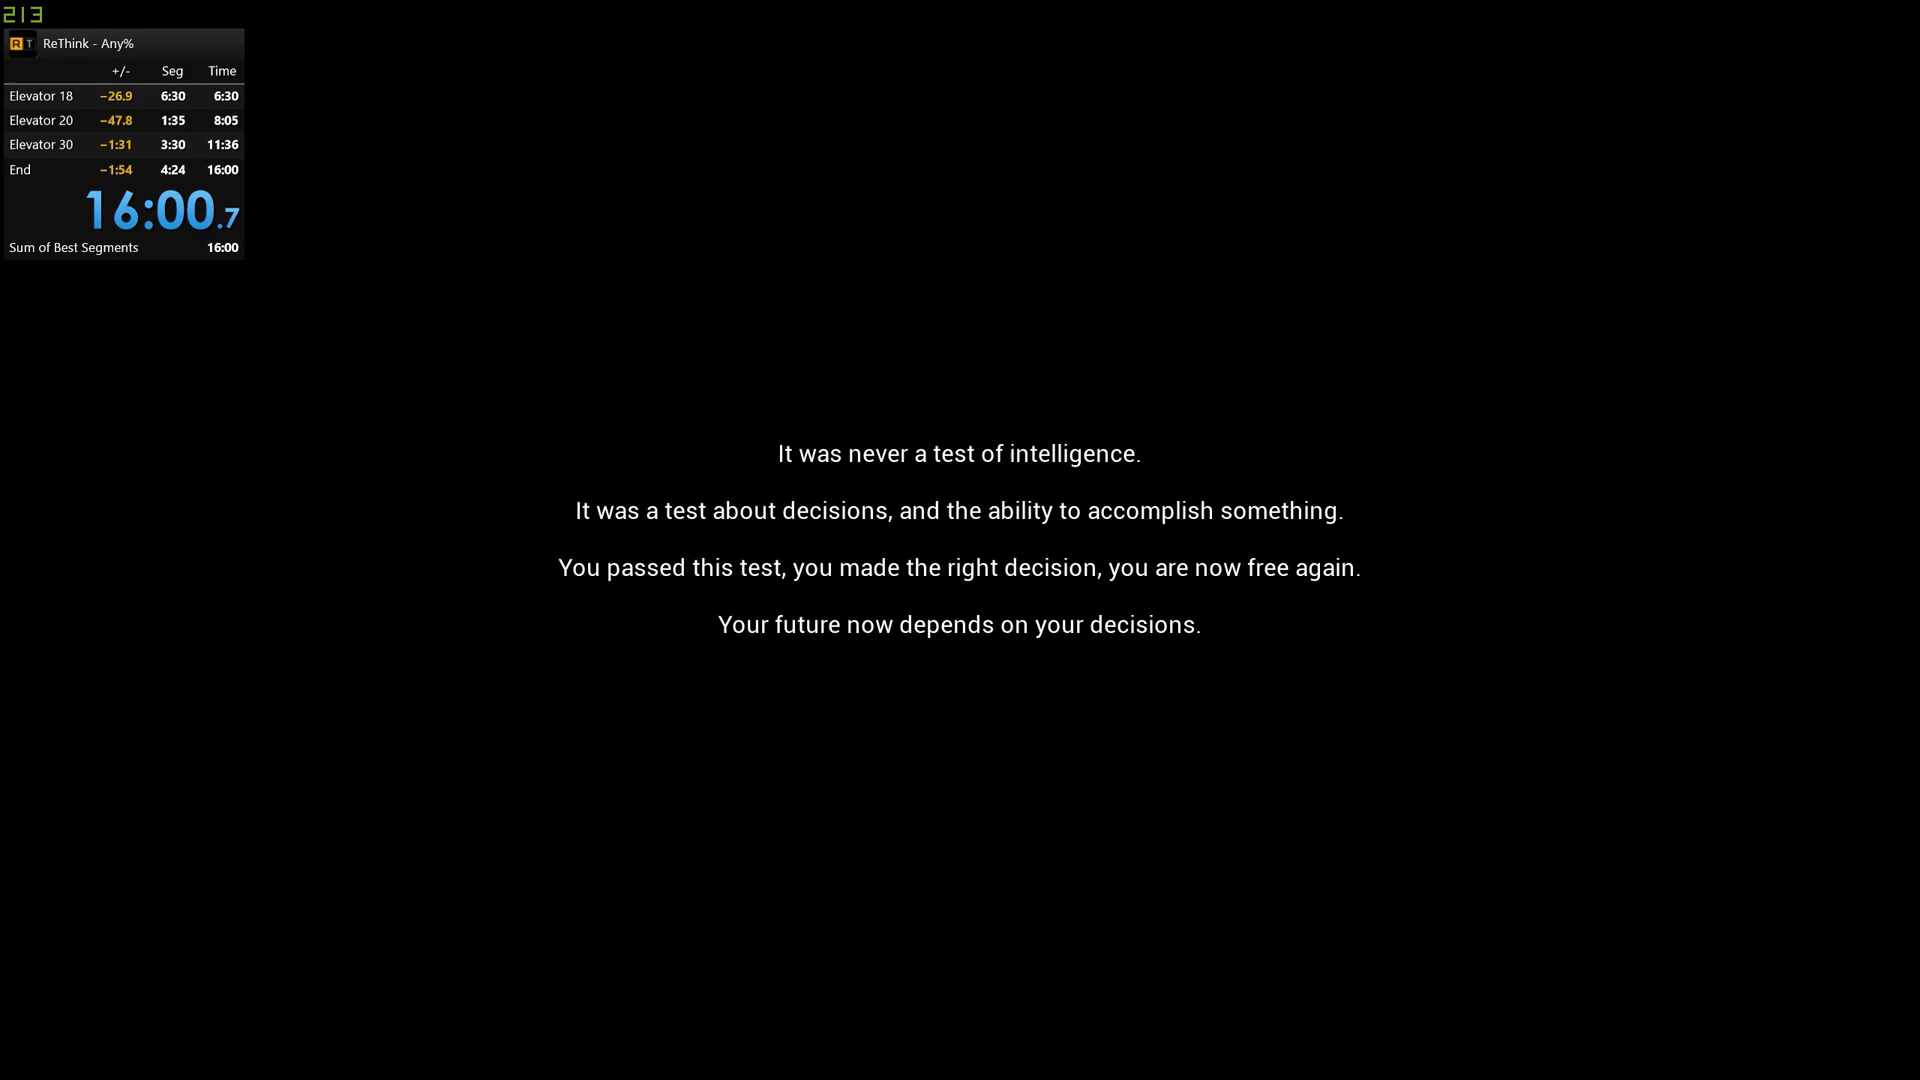 213
RT ReThink - Any%
+/- Seg Time
Elevator 18 −26.9 6:30 6:30
Elevator 20 −47.8 1:35 8:05
Elevator 30 −1:31 3:30 11:36
End −1:54 4:24 16:00
16:00.7
Sum of Best Segments 16:00
It was never a test of intelligence.
It was a test about decisions, and the ability to accomplish something.
You passed this test, you made the right decision, you are now free again.
Your future now depends on your decisions.